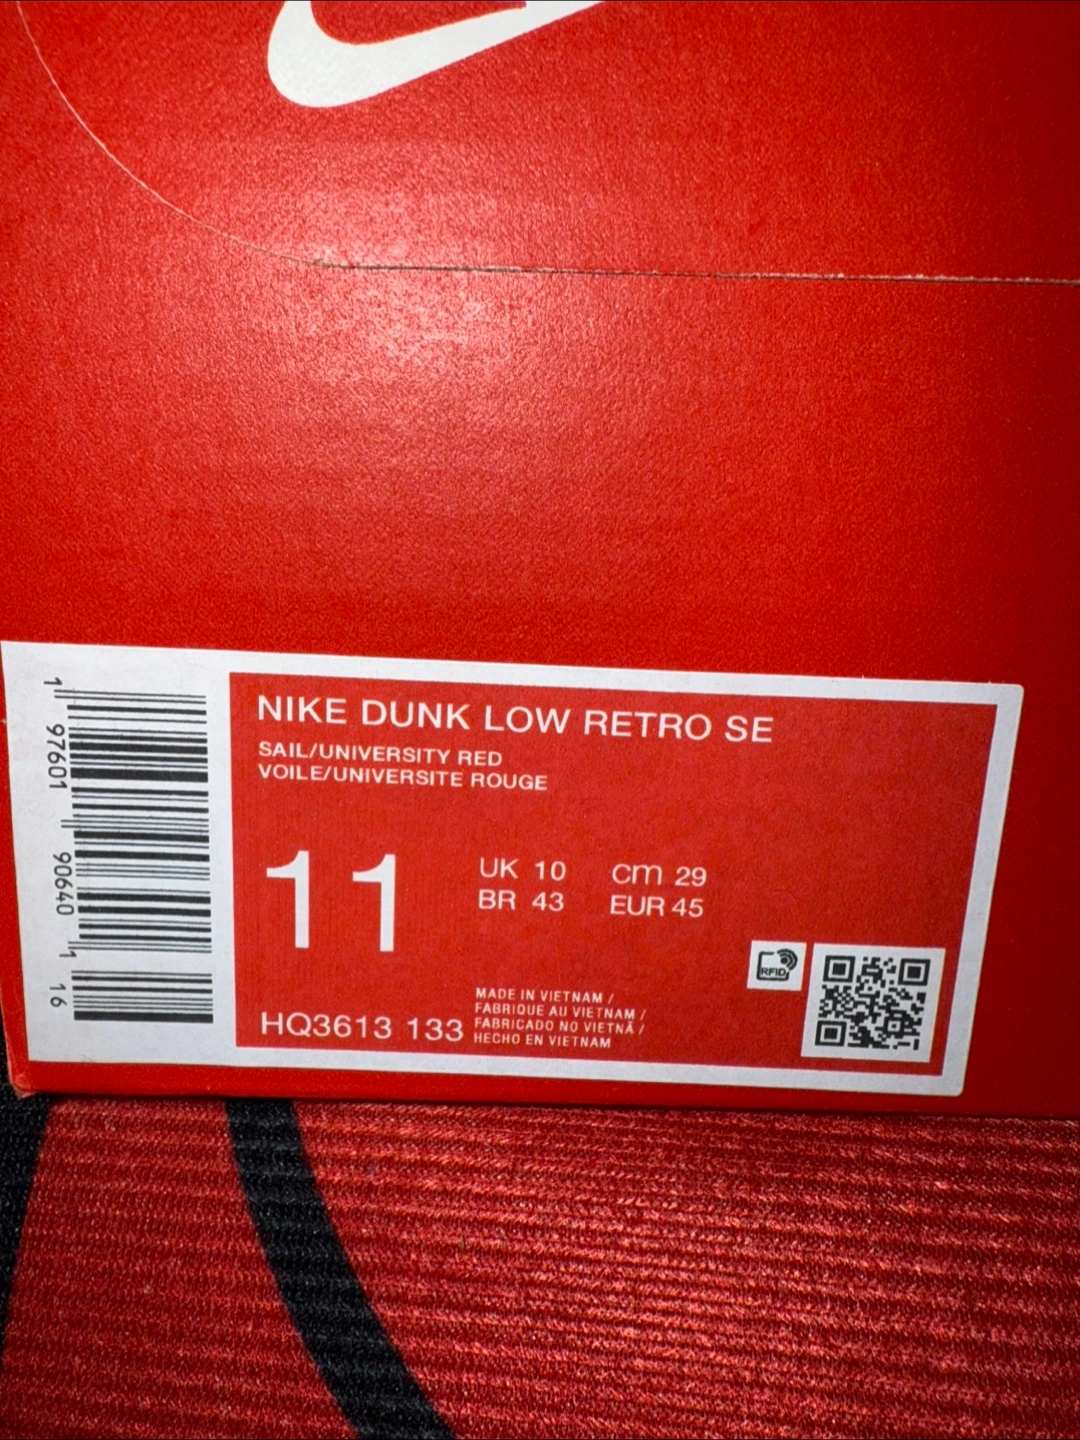 NIKE DUNK LOW RETRO SE
SAIL/UNIVERSITY RED
VOILE/UNIVERSITE ROUGE
11
UK 10 cm 29
BR 43 EUR 45
HQ3613 133
MADE IN VIETNAM /
FABRIQUE AU VIETNAM /
FABRICADO NO VIETNÃ /
HECHO EN VIETNAM
RFID
1 97601 90640 1 16